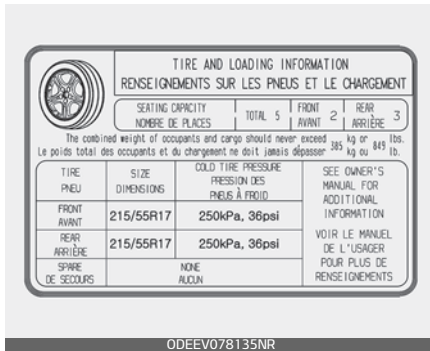 TIRE AND LOADING INFORMATION
RENSEIGNEMENTS SUR LES PNEUS ET LE CHARGEMENT
SEATING CAPACITY
NOMBRE DE PLACES
TOTAL 5
FRONT
AVANT 2
REAR
ARRIÈRE 3
The combined weight of occupants and cargo should never exceed 385 kg or 849 lbs.
Le poids total des occupants et du chargement ne doit jamais dépasser 385 kg ou 849 lb.
TIRE
PNEU
SIZE
DIMENSIONS
COLD TIRE PRESSURE
PRESSION DES
PNEUS À FROID
SEE OWNER'S
MANUAL FOR
ADDITIONAL
INFORMATION
VOIR LE MANUEL
DE L'USAGER
POUR PLUS DE
RENSEIGNEMENTS
FRONT
AVANT
215/55R17
250kPa, 36psi
REAR
ARRIÈRE
215/55R17
250kPa, 36psi
SPARE
DE SECOURS
NONE
AUCUN
ODEEV078135NR